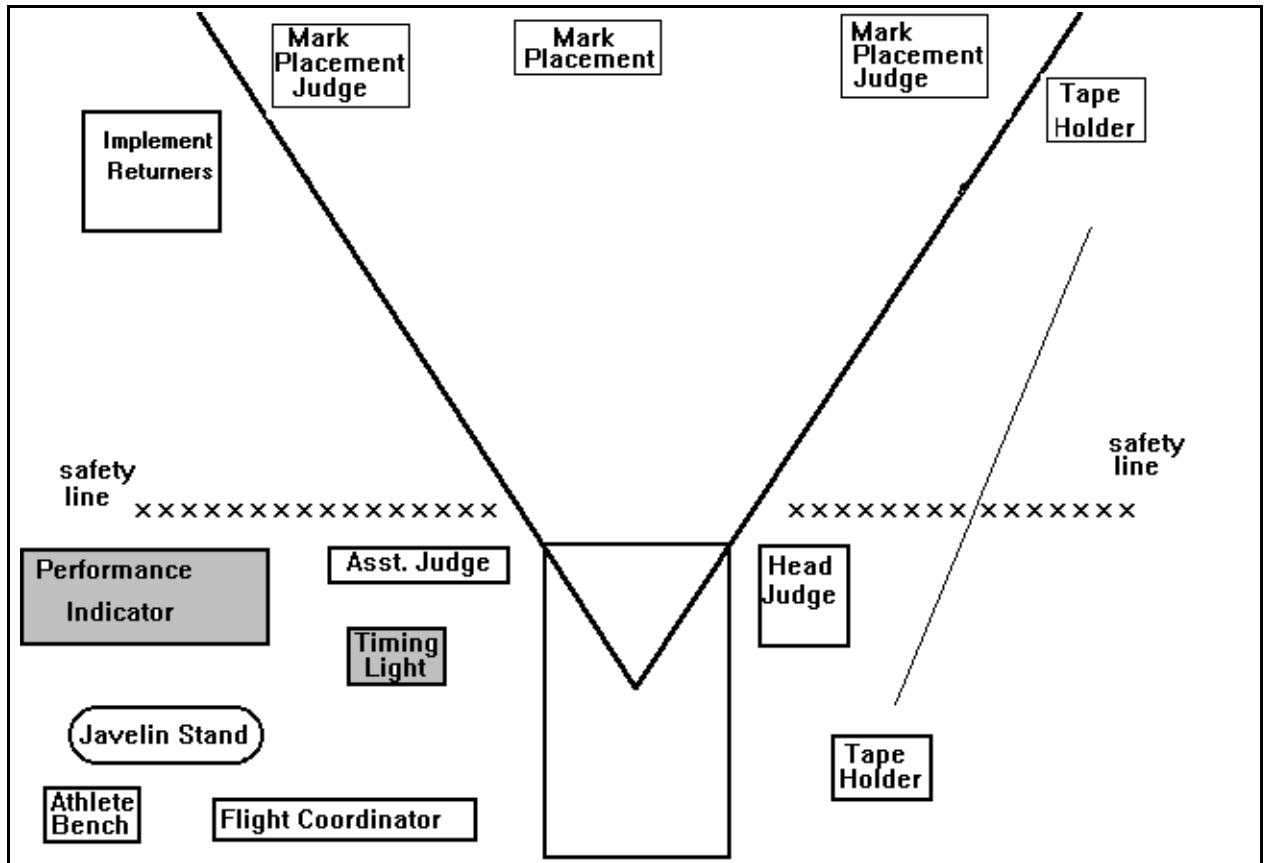 Mark
Placement
Judge
Mark
Placement
Mark
Placement
Judge
Tape
Holder
Implement
Returners
safety
line
safety
line
××××××××××××××××
×××××××××××××××
Performance
Indicator
Asst. Judge
Head
Judge
Timing
Light
Javelin Stand
Tape
Holder
Athlete
Bench
Flight Coordinator